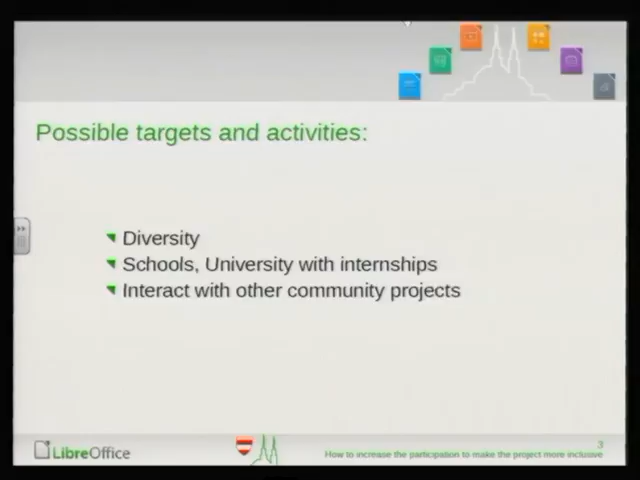 Possible targets and activities:
Diversity
Schools, University with internships
Interact with other community projects
LibreOffice
3
How to increase the participation to make the project more inclusive